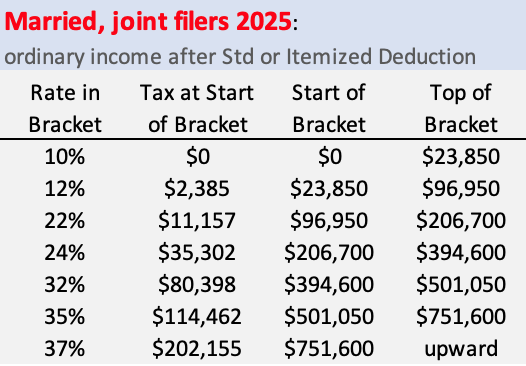 Married, joint filers 2025:
ordinary income after Std or Itemized Deduction
Rate in Tax at Start Start of Top of
Bracket of Bracket Bracket Bracket
10% $0 $0 $23,850
12% $2,385 $23,850 $96,950
22% $11,157 $96,950 $206,700
24% $35,302 $206,700 $394,600
32% $80,398 $394,600 $501,050
35% $114,462 $501,050 $751,600
37% $202,155 $751,600 upward